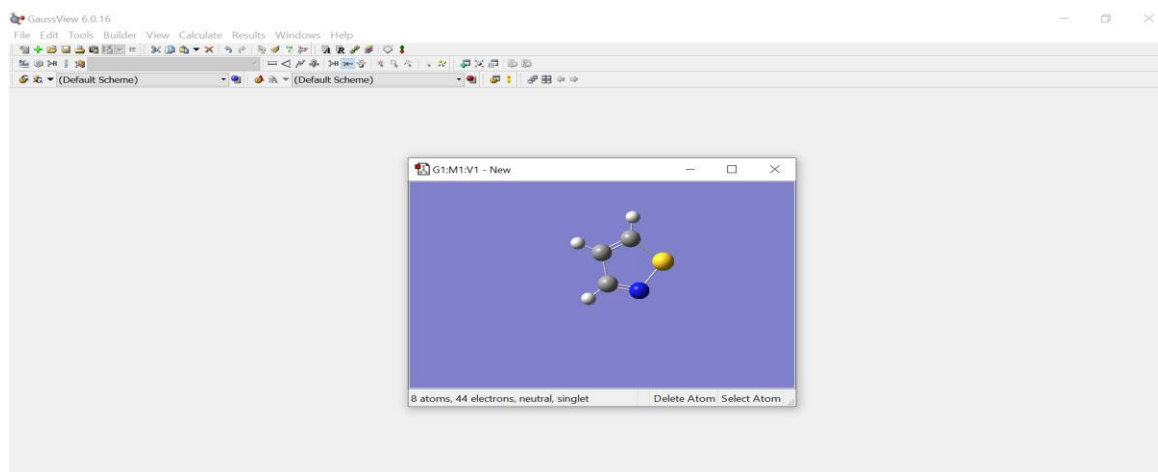 GaussView 6.0.16
File Edit Tools Builder View Calculate Results Windows Help
(Default Scheme) (Default Scheme)
G1:M1:V1 - New
8 atoms, 44 electrons, neutral, singlet Delete Atom Select Atom